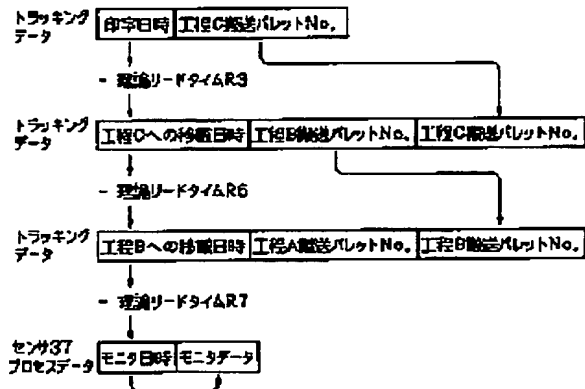 トラッキング
データ
印字日時 工程C搬送パレットNo.
- 理論リードタイムR3
トラッキング
データ
工程Cへの移載日時 工程B搬送パレットNo. 工程C搬送パレットNo.
- 理論リードタイムR6
トラッキング
データ
工程Bへの移載日時 工程A搬送パレットNo. 工程B搬送パレットNo.
- 理論リードタイムR7
センサ37
プロセスデータ
モニタ日時 モニタデータ